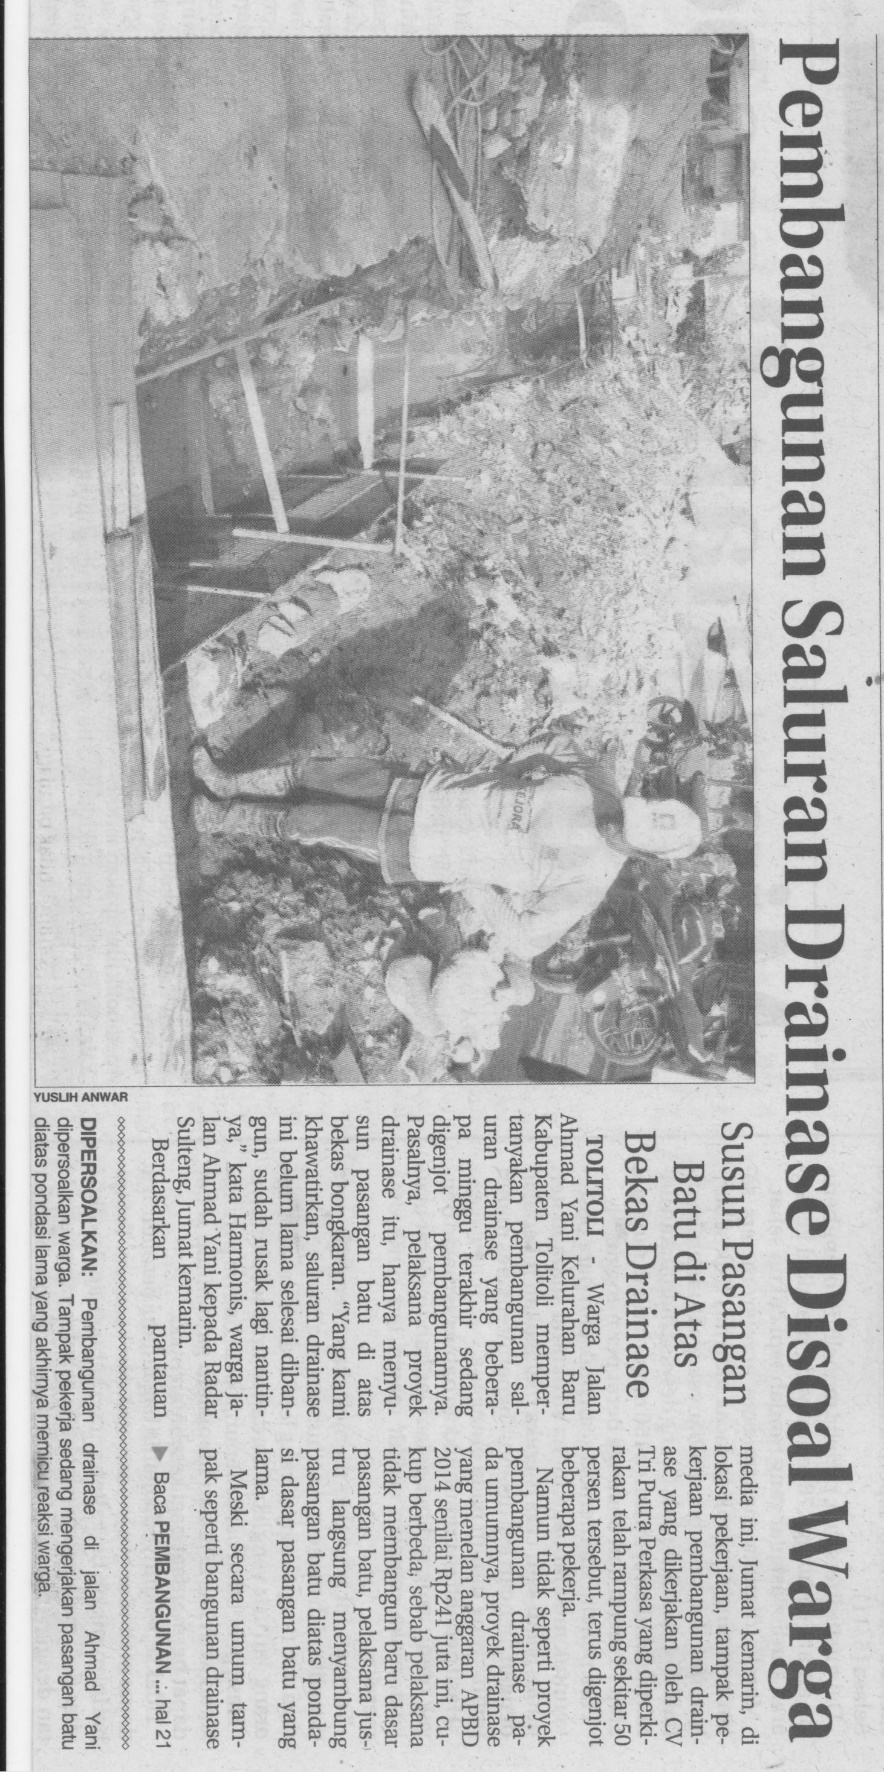 Pembangunan Saluran Drainase Disoal Warga
YUSLIH ANWAR
Susun Pasangan
Batu di Atas
Bekas Drainase
TOLITOLI - Warga Jalan
Ahmad Yani Kelurahan Baru
Kabupaten Tolitoli memper-
tanyakan pembangunan sal-
uran drainase yang bebera-
pa minggu terakhir sedang
digenjot pembangunannya.
Pasalnya, pelaksana proyek
drainase itu, hanya menyu-
sun pasangan batu di atas
bekas bongkaran. "Yang kami
khawatirkan, saluran drainase
ini belum lama selesai diban-
gun, sudah rusak lagi nantin-
ya," kata Harmonis, warga ja-
lan Ahmad Yani kepada Radar
Sulteng, Jumat kemarin.
Berdasarkan pantauan
media ini, Jumat kemarin, di
lokasi pekerjaan, tampak pe-
kerjaan pembangunan drain-
ase yang dikerjakan oleh CV
Tri Putra Perkasa yang diperki-
rakan telah rampung sekitar 50
persen tersebut, terus digenjot
beberapa pekerja.
Namun tidak seperti proyek
pembangunan drainase pa-
da umumnya, proyek drainase
yang menelan anggaran APBD
2014 senilai Rp241 juta ini, cu-
kup berbeda, sebab pelaksana
tidak membangun baru dasar
pasangan batu, pelaksana jus-
tru langsung menyambung
pasangan batu diatas ponda-
si dasar pasangan batu yang
lama.
Meski secara umum tam-
pak seperti bangunan drainase
Baca PEMBANGUNAN... hal 21
DIPERSOALKAN: Pembangunan drainase di jalan Ahmad Yani
dipersoalkan warga. Tampak pekerja sedang mengerjakan pasangan batu
diatas pondasi lama yang akhirnya memicu reaksi warga.